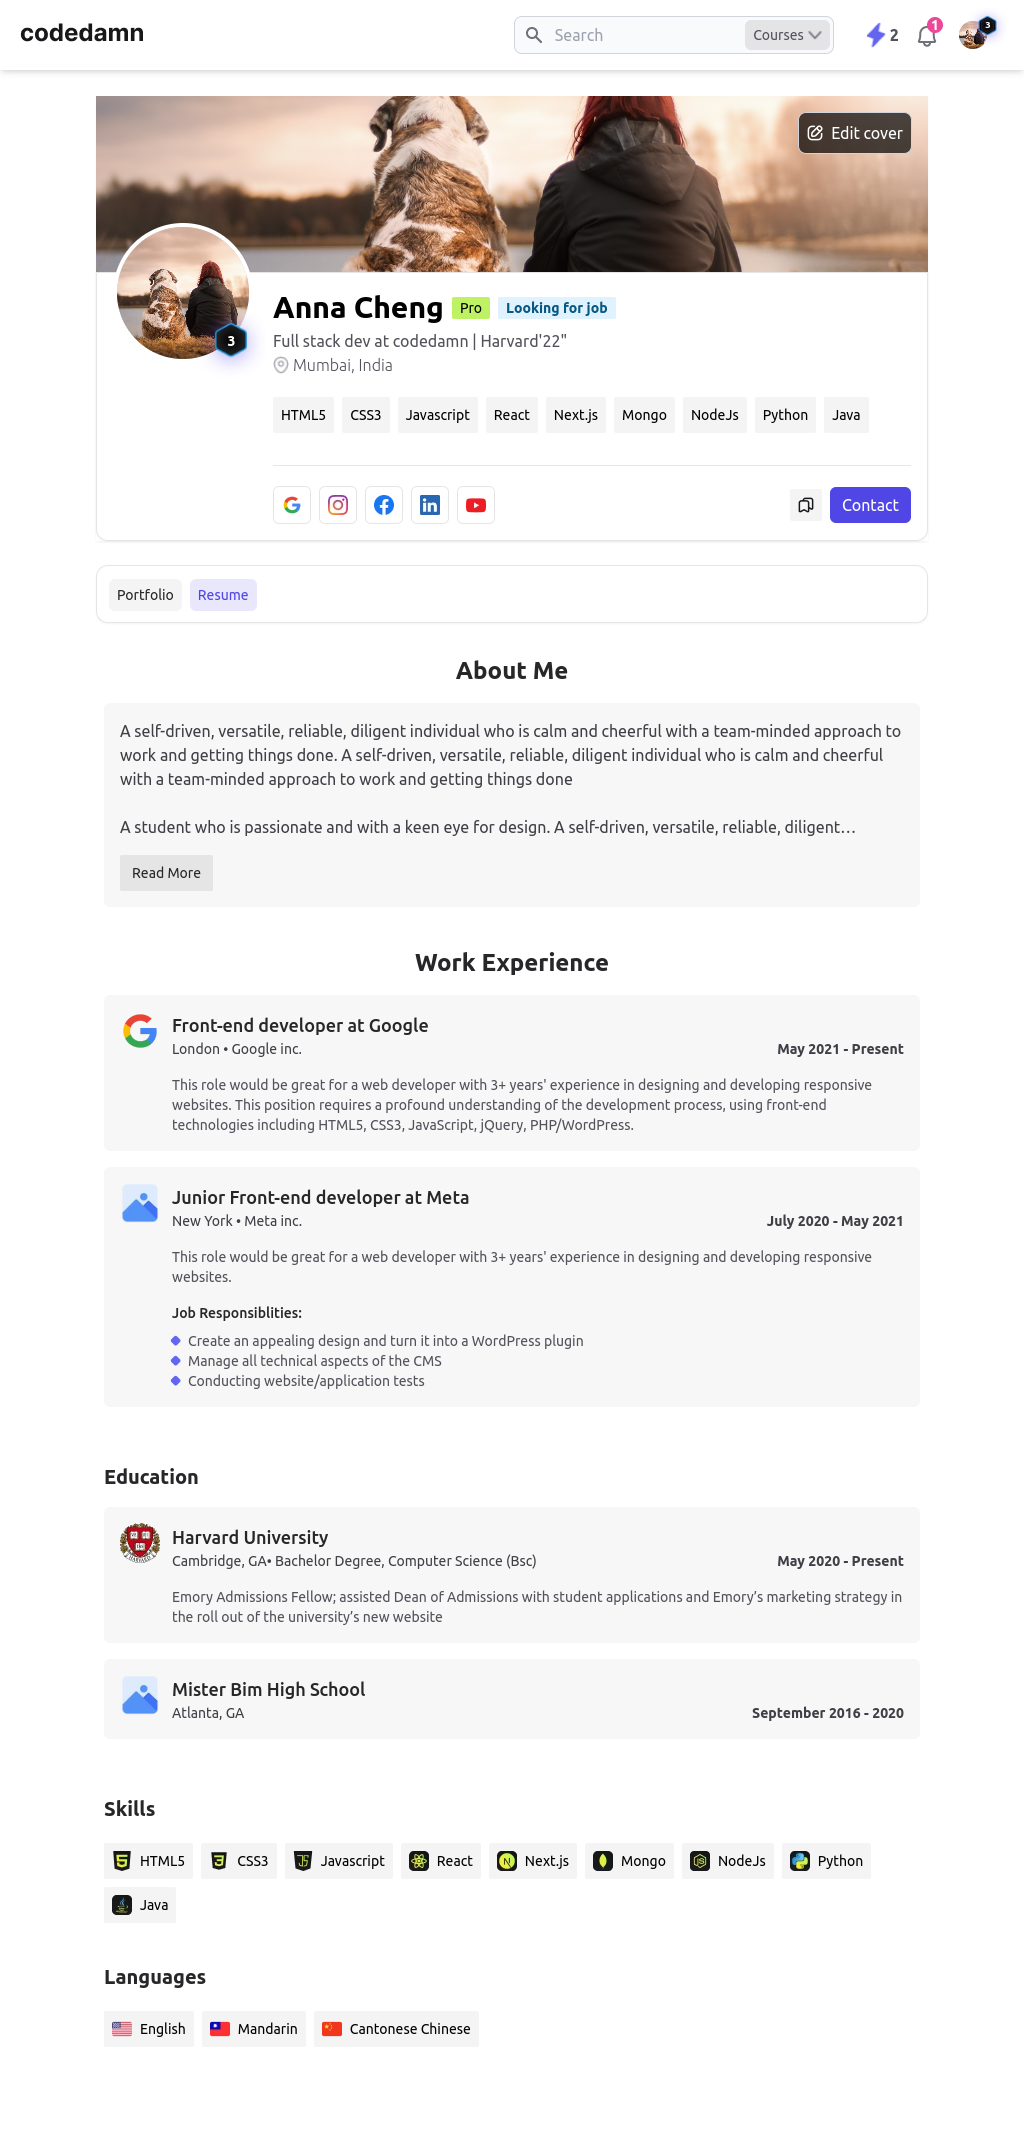 codedamn
Search
Courses
2
1
3
Edit cover
3
Anna Cheng Pro Looking for job
Full stack dev at codedamn | Harvard'22"
Mumbai, India
HTML5 CSS3 Javascript React Next.js Mongo NodeJs Python Java
Contact
Portfolio Resume
About Me
A self-driven, versatile, reliable, diligent individual who is calm and cheerful with a team-minded approach to
work and getting things done. A self-driven, versatile, reliable, diligent individual who is calm and cheerful
with a team-minded approach to work and getting things done
A student who is passionate and with a keen eye for design. A self-driven, versatile, reliable, diligent...
Read More
Work Experience
Front-end developer at Google
London • Google inc.
May 2021 - Present
This role would be great for a web developer with 3+ years' experience in designing and developing responsive
websites. This position requires a profound understanding of the development process, using front-end
technologies including HTML5, CSS3, JavaScript, jQuery, PHP/WordPress.
Junior Front-end developer at Meta
New York • Meta inc.
July 2020 - May 2021
This role would be great for a web developer with 3+ years' experience in designing and developing responsive
websites.
Job Responsiblities:
Create an appealing design and turn it into a WordPress plugin
Manage all technical aspects of the CMS
Conducting website/application tests
Education
Harvard University
Cambridge, GA• Bachelor Degree, Computer Science (Bsc)
May 2020 - Present
Emory Admissions Fellow; assisted Dean of Admissions with student applications and Emory’s marketing strategy in
the roll out of the university’s new website
Mister Bim High School
Atlanta, GA
September 2016 - 2020
Skills
HTML5 CSS3 Javascript React Next.js Mongo NodeJs Python
Java
Languages
English Mandarin Cantonese Chinese